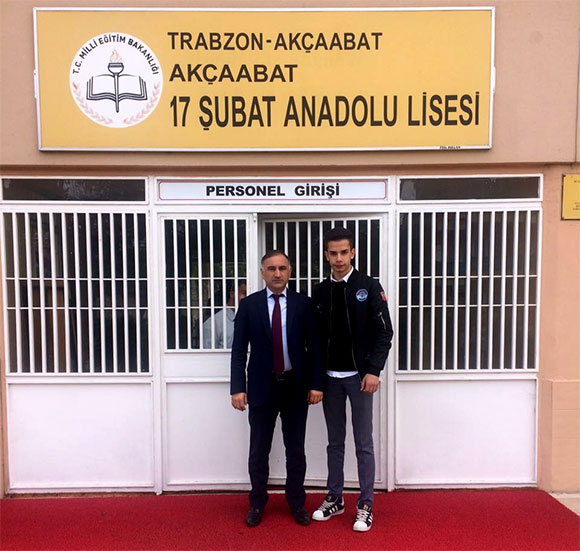 T.C. MİLLİ EĞİTİM BAKANLIĞI
TRABZON-AKÇAABAT
AKÇAABAT
17 ŞUBAT ANADOLU LİSESİ
PERSONEL GİRİŞİ